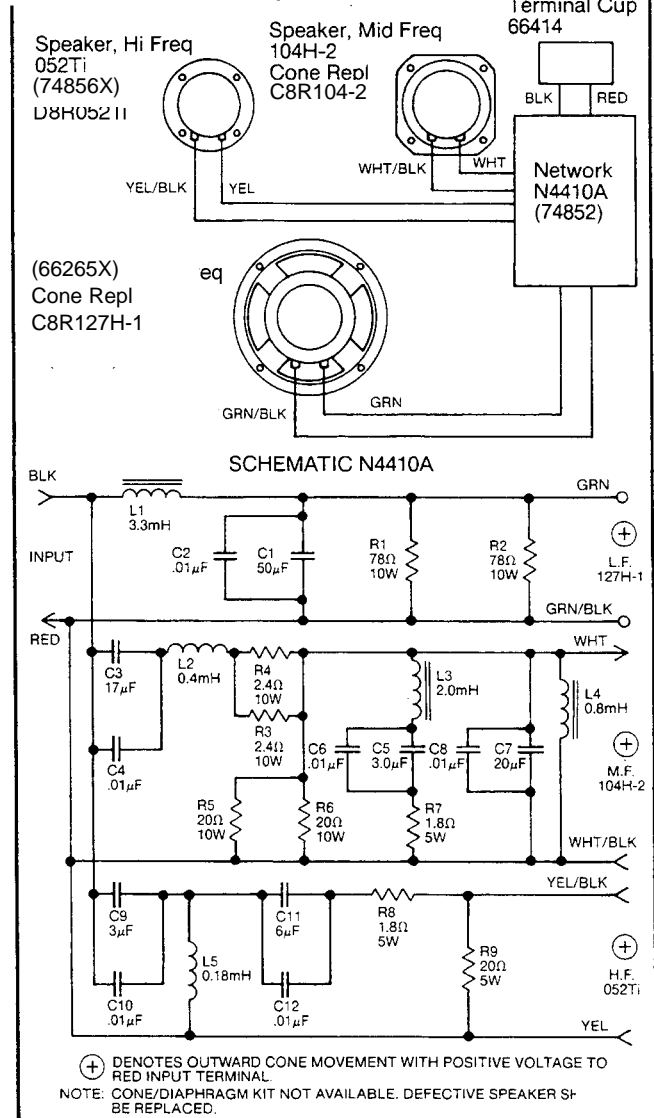 Terminal Cup
66414
Speaker, Hi Freq
052Ti
(74856X)
D8R052Ti
Speaker, Mid Freq
104H-2
Cone Repl
C8R104-2
BLK
RED
WHT/BLK
WHT
YEL/BLK
YEL
Network
N4410A
(74852)
(66265X)
Cone Repl
C8R127H-1
eq
GRN/BLK
GRN
SCHEMATIC N4410A
BLK
GRN
L1
3.3mH
INPUT
C2
.01µF
C1
50µF
R1
78Ω
10W
R2
78Ω
10W
+
L.F.
127H-1
GRN/BLK
RED
WHT
C3
17µF
L2
0.4mH
R4
2.4Ω
10W
L3
2.0mH
L4
0.8mH
R3
2.4Ω
10W
C4
.01µF
C6
.01µF
C5
3.0µF
C8
.01µF
C7
20µF
+
M.F.
104H-2
R5
20Ω
10W
R6
20Ω
10W
R7
1.8Ω
5W
WHT/BLK
YEL/BLK
C9
3µF
C11
6µF
R8
1.8Ω
5W
L5
0.18mH
R9
20Ω
5W
+
H.F.
052Ti
C10
.01µF
C12
.01µF
YEL
+ DENOTES OUTWARD CONE MOVEMENT WITH POSITIVE VOLTAGE TO
RED INPUT TERMINAL.
NOTE: CONE/DIAPHRAGM KIT NOT AVAILABLE. DEFECTIVE SPEAKER
BE REPLACED.